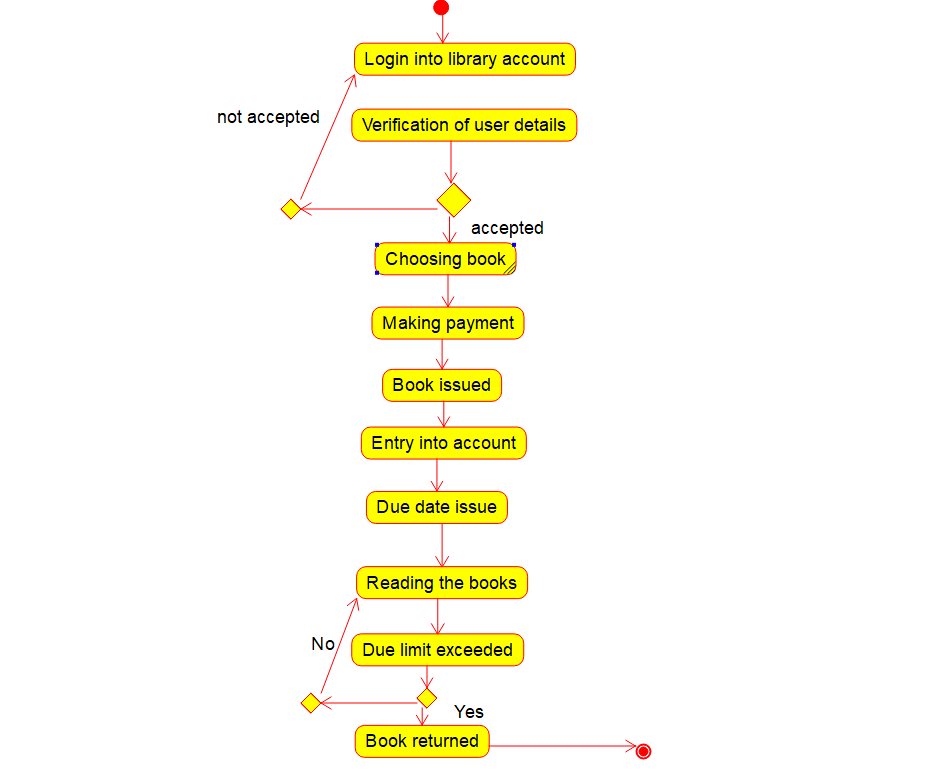 Login into library account
not accepted
Verification of user details
accepted
Choosing book
Making payment
Book issued
Entry into account
Due date issue
Reading the books
No
Due limit exceeded
Yes
Book returned